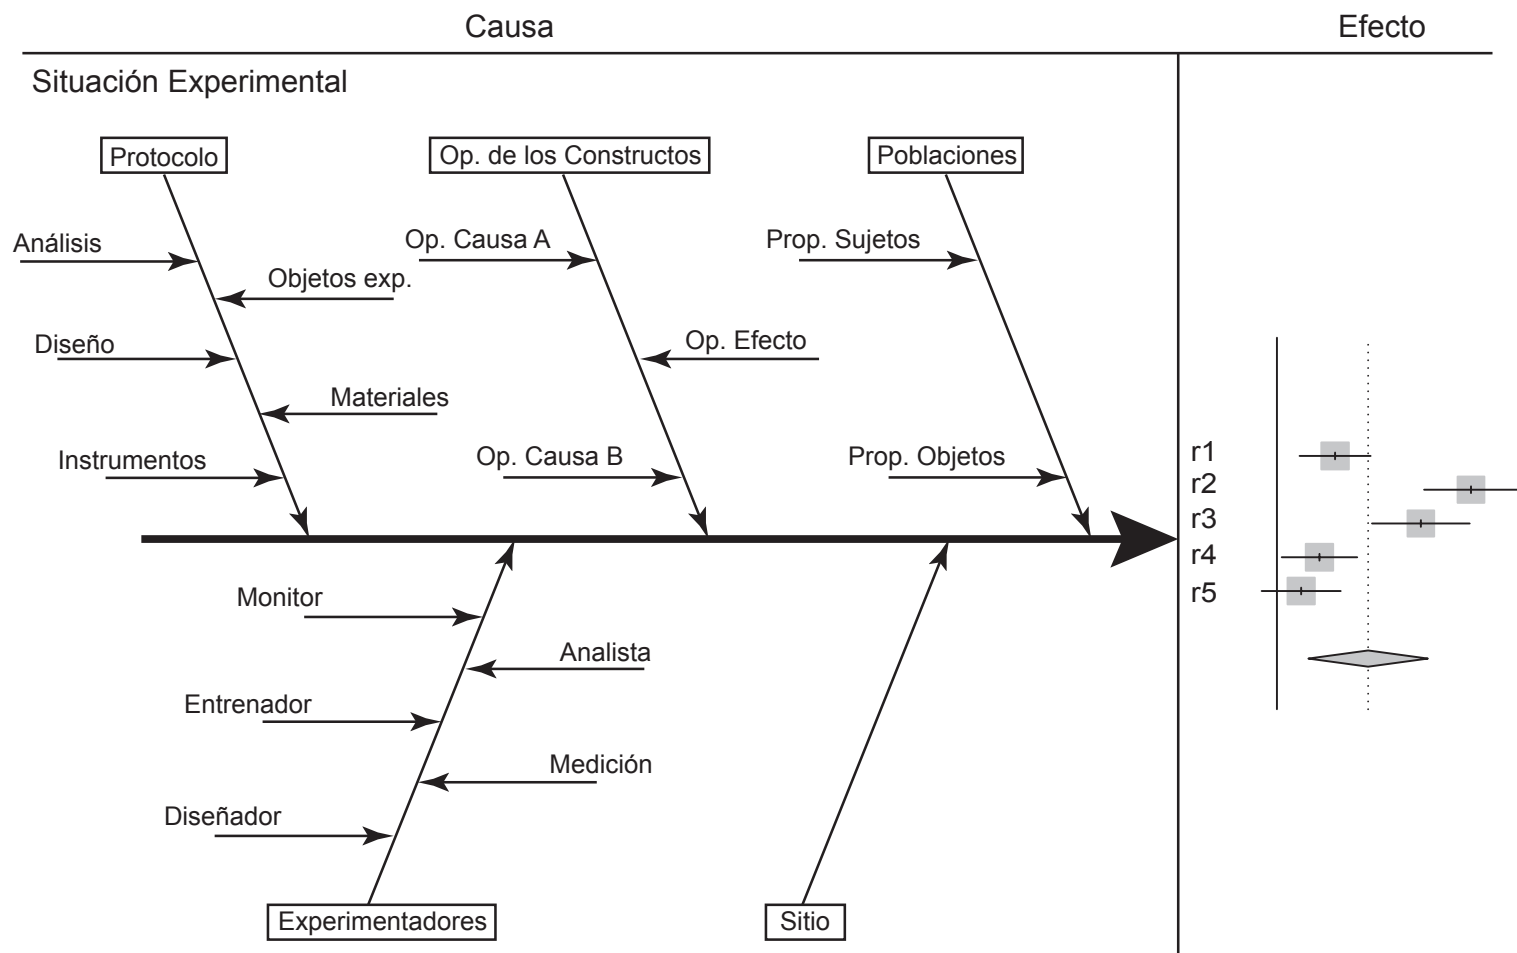 Causa
Efecto
Situación Experimental
Protocolo
Op. de los Constructos
Poblaciones
Análisis
Op. Causa A
Prop. Sujetos
Objetos exp.
Diseño
Op. Efecto
Materiales
Instrumentos
Op. Causa B
Prop. Objetos
r1
r2
r3
r4
r5
Monitor
Analista
Entrenador
Medición
Diseñador
Experimentadores
Sitio